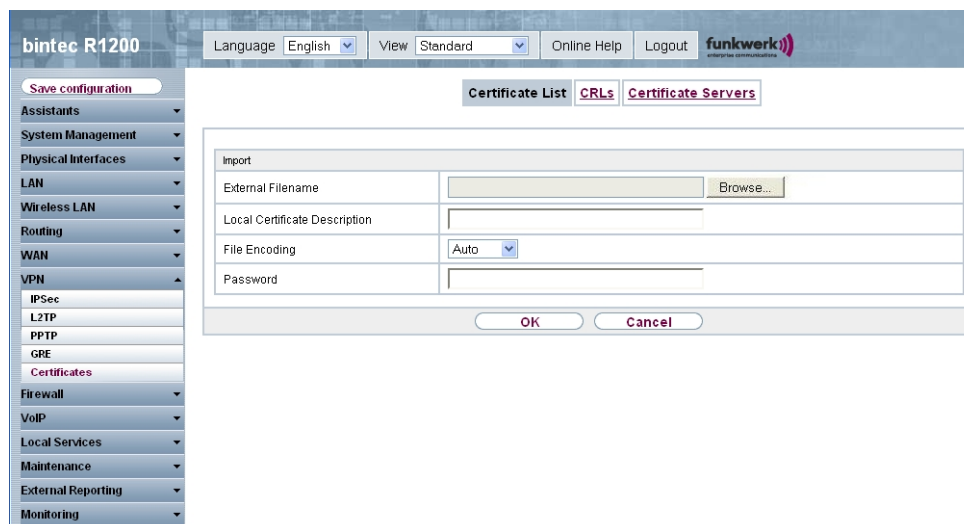 bintec R1200
Language English View Standard Online Help Logout funkwerk
enterprise communications
Save configuration
Assistants
System Management
Physical Interfaces
LAN
Wireless LAN
Routing
WAN
VPN
IPSec
L2TP
PPTP
GRE
Certificates
Firewall
VoIP
Local Services
Maintenance
External Reporting
Monitoring
Certificate List CRLs Certificate Servers
Import
External Filename Browse...
Local Certificate Description
File Encoding Auto
Password
OK Cancel